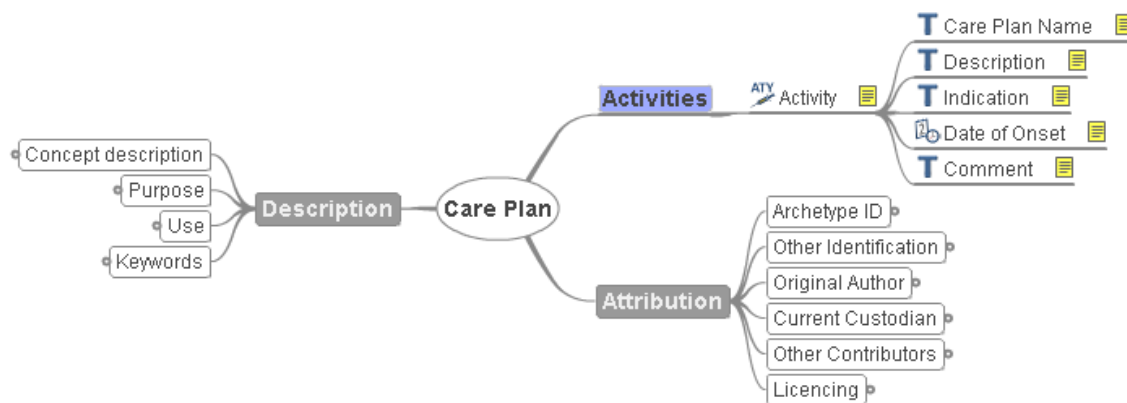 Care Plan
Description
Concept description
Purpose
Use
Keywords
Activities
ATY Activity
T Care Plan Name
T Description
T Indication
Date of Onset
T Comment
Attribution
Archetype ID
Other Identification
Original Author
Current Custodian
Other Contributors
Licencing